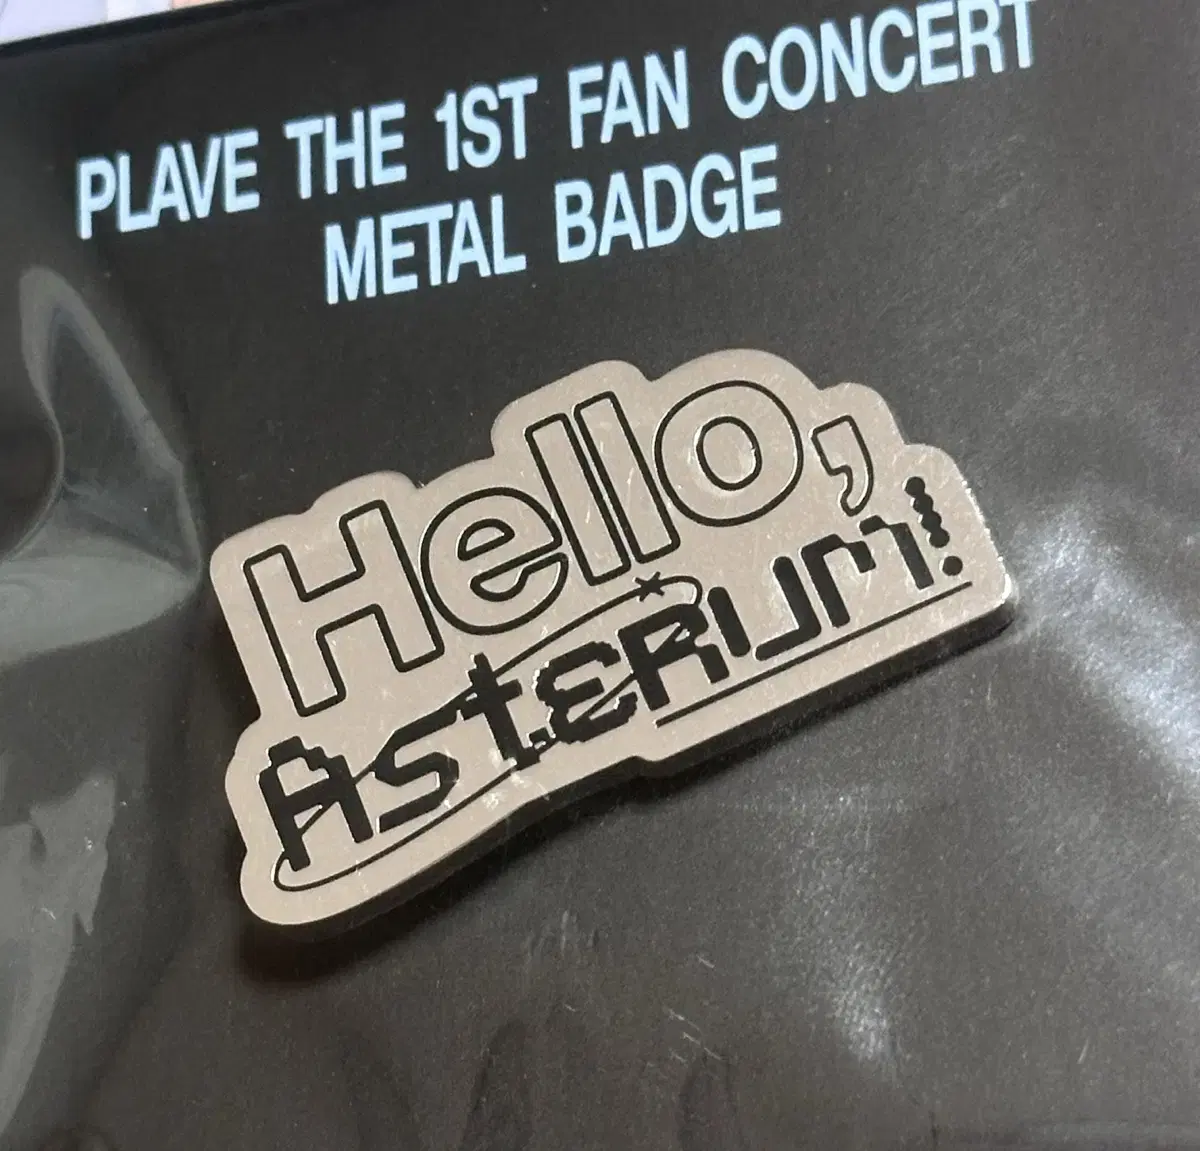 PLAVE THE 1ST FAN CONCERT
METAL BADGE
Hello,
Asterum!